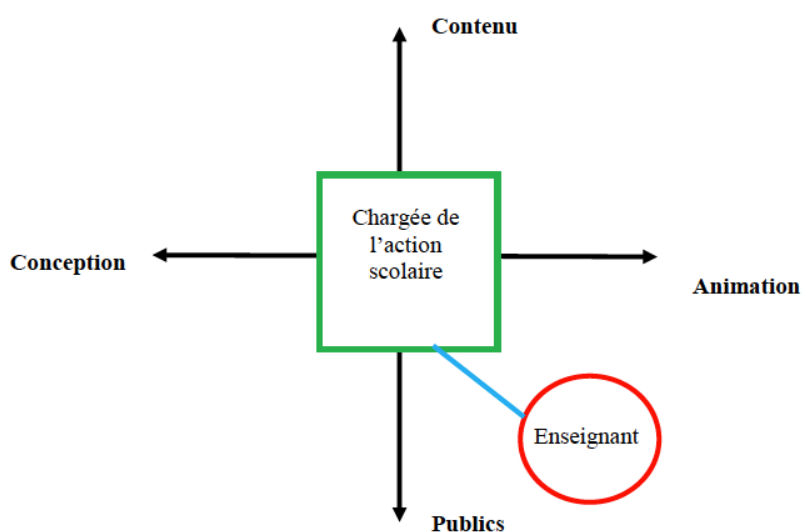 Contenu
Chargée de
l'action
scolaire
Conception
Animation
Enseignant
Publics